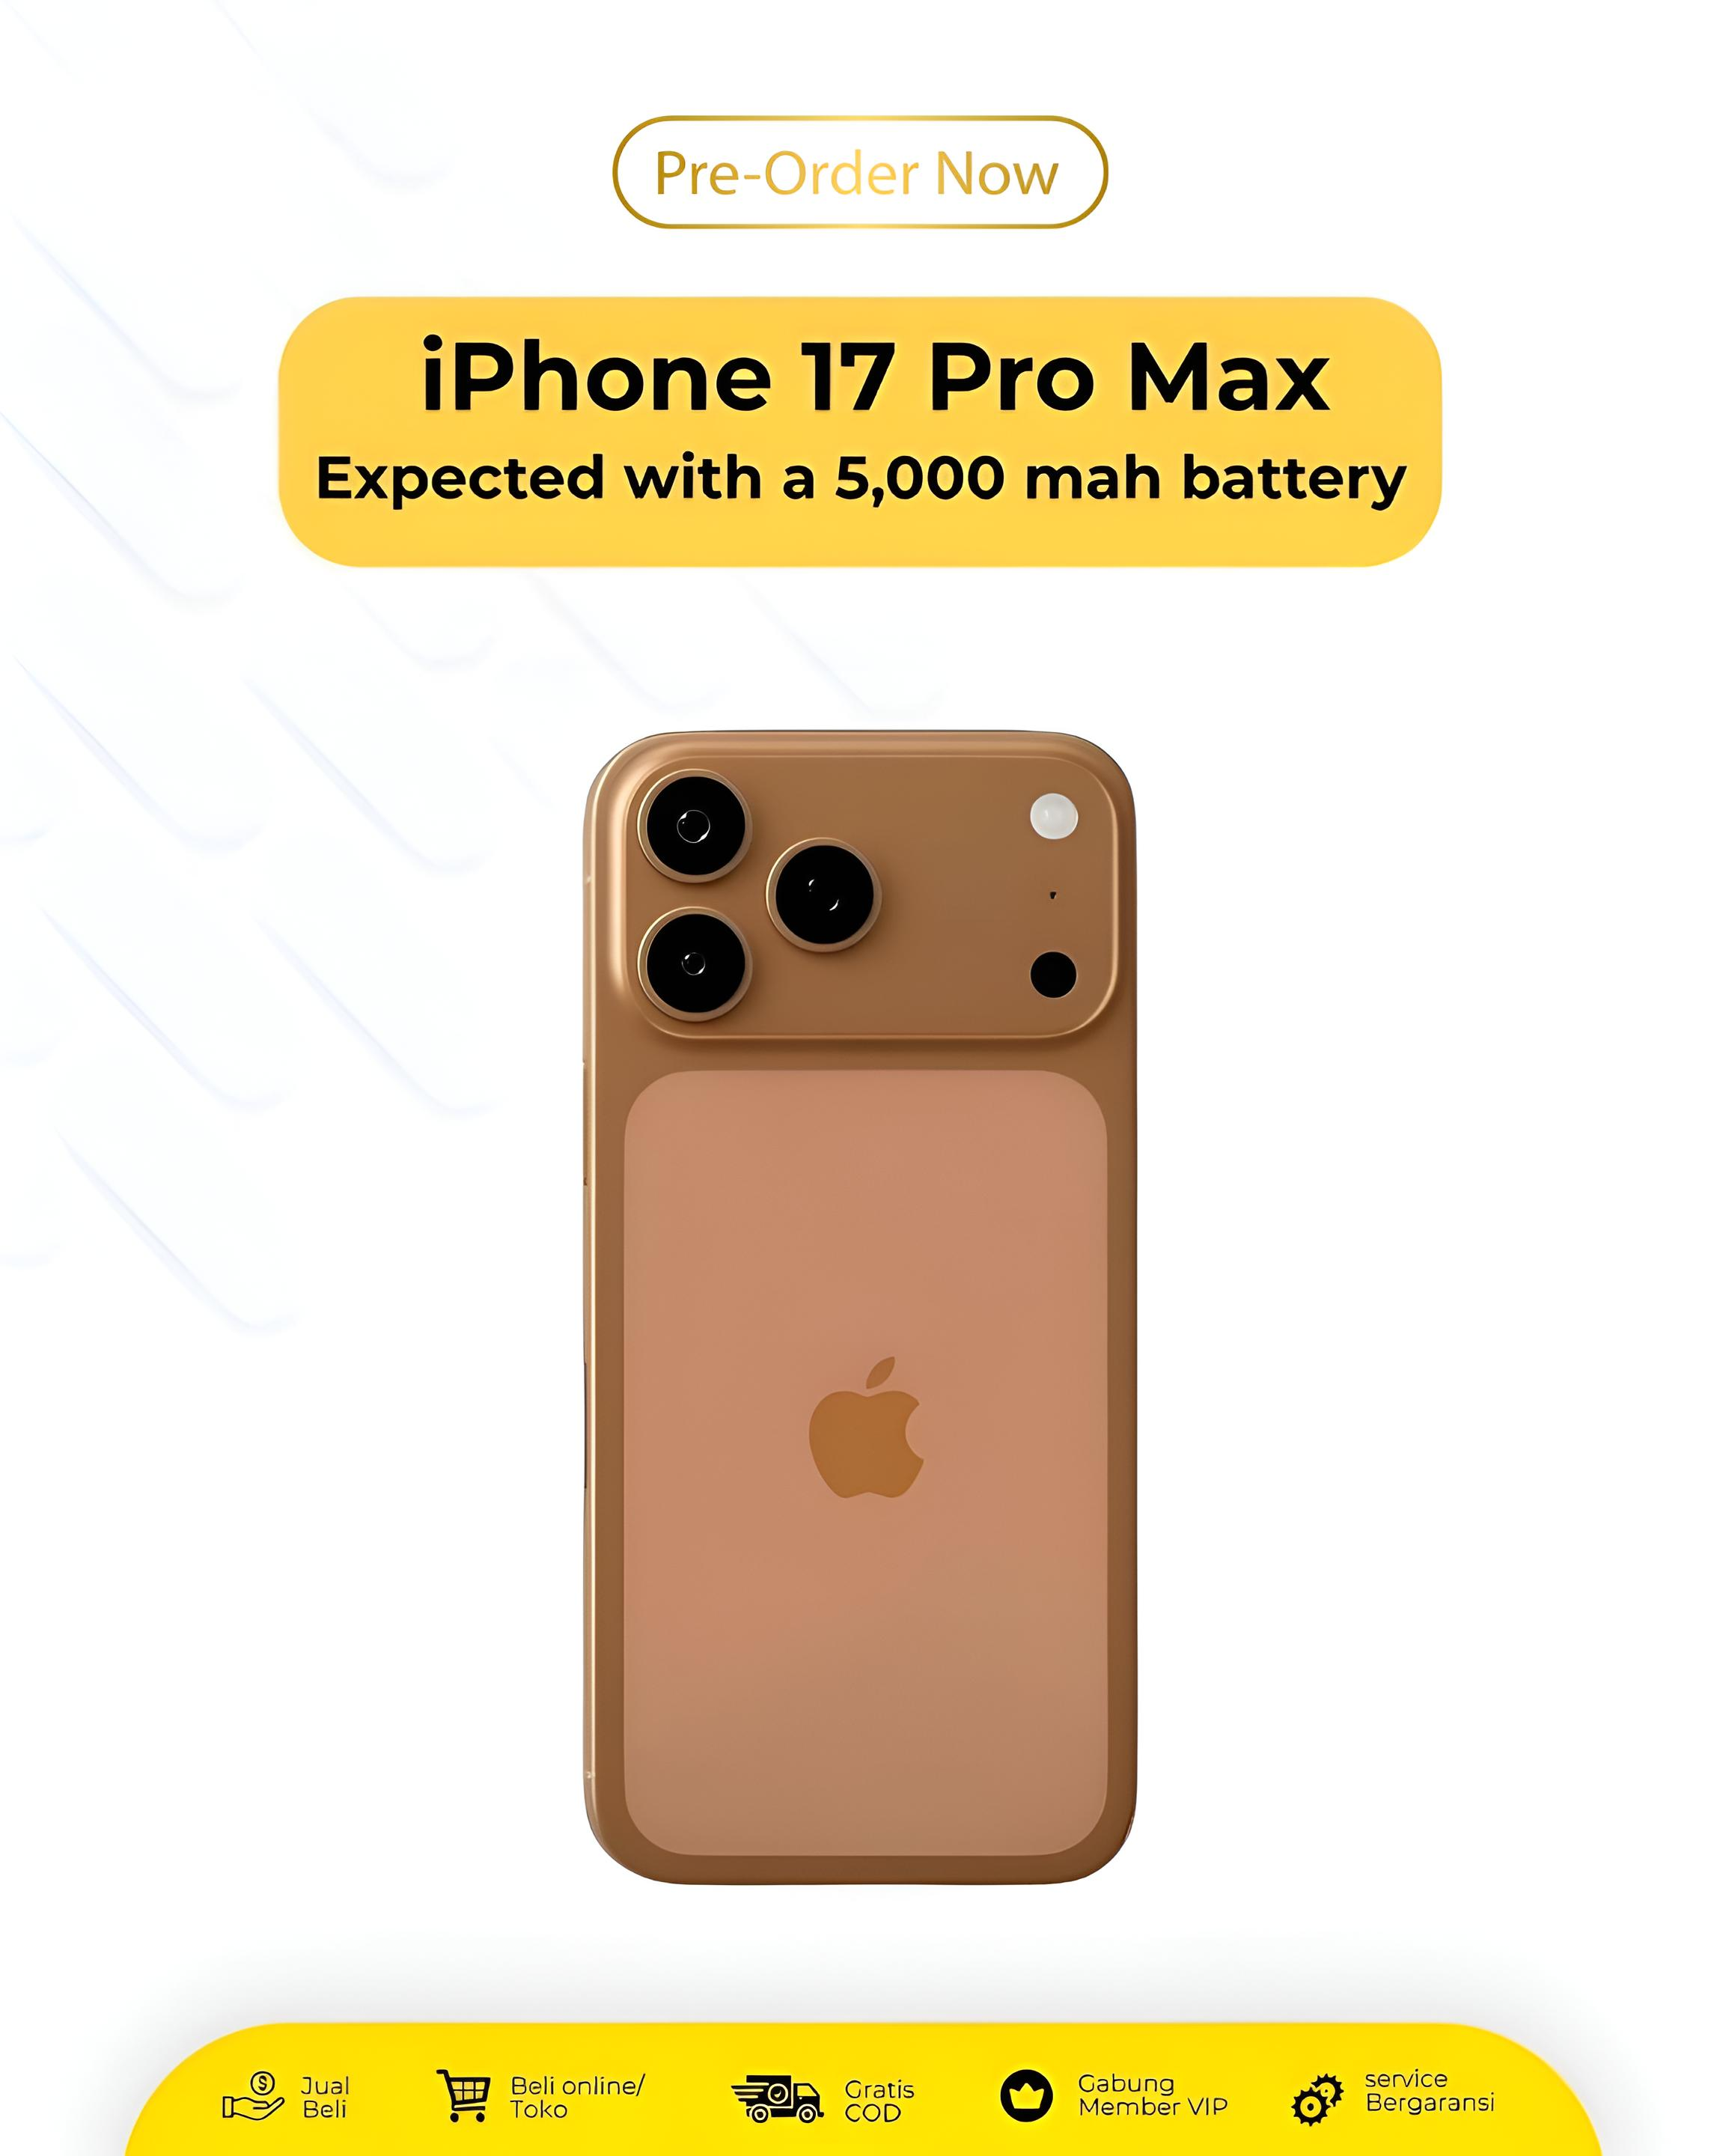 Pre-Order Now
iPhone 17 Pro Max
Expected with a 5,000 mah battery
Jual
Beli
Beli online/
Toko
Gratis
COD
Gabung
Member VIP
service
Bergaransi